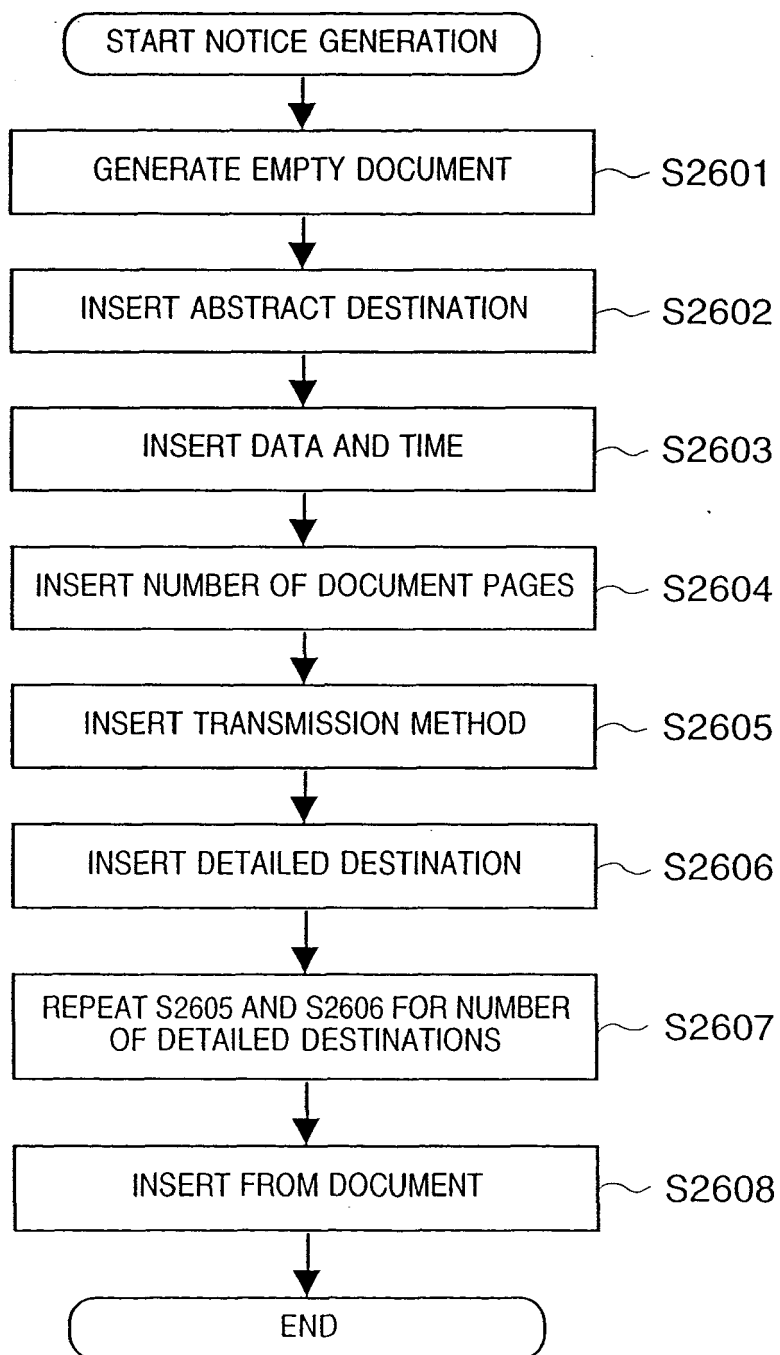 START NOTICE GENERATION
GENERATE EMPTY DOCUMENT
S2601
INSERT ABSTRACT DESTINATION
S2602
INSERT DATA AND TIME
S2603
INSERT NUMBER OF DOCUMENT PAGES
S2604
INSERT TRANSMISSION METHOD
S2605
INSERT DETAILED DESTINATION
S2606
REPEAT S2605 AND S2606 FOR NUMBER
OF DETAILED DESTINATIONS
S2607
INSERT FROM DOCUMENT
S2608
END